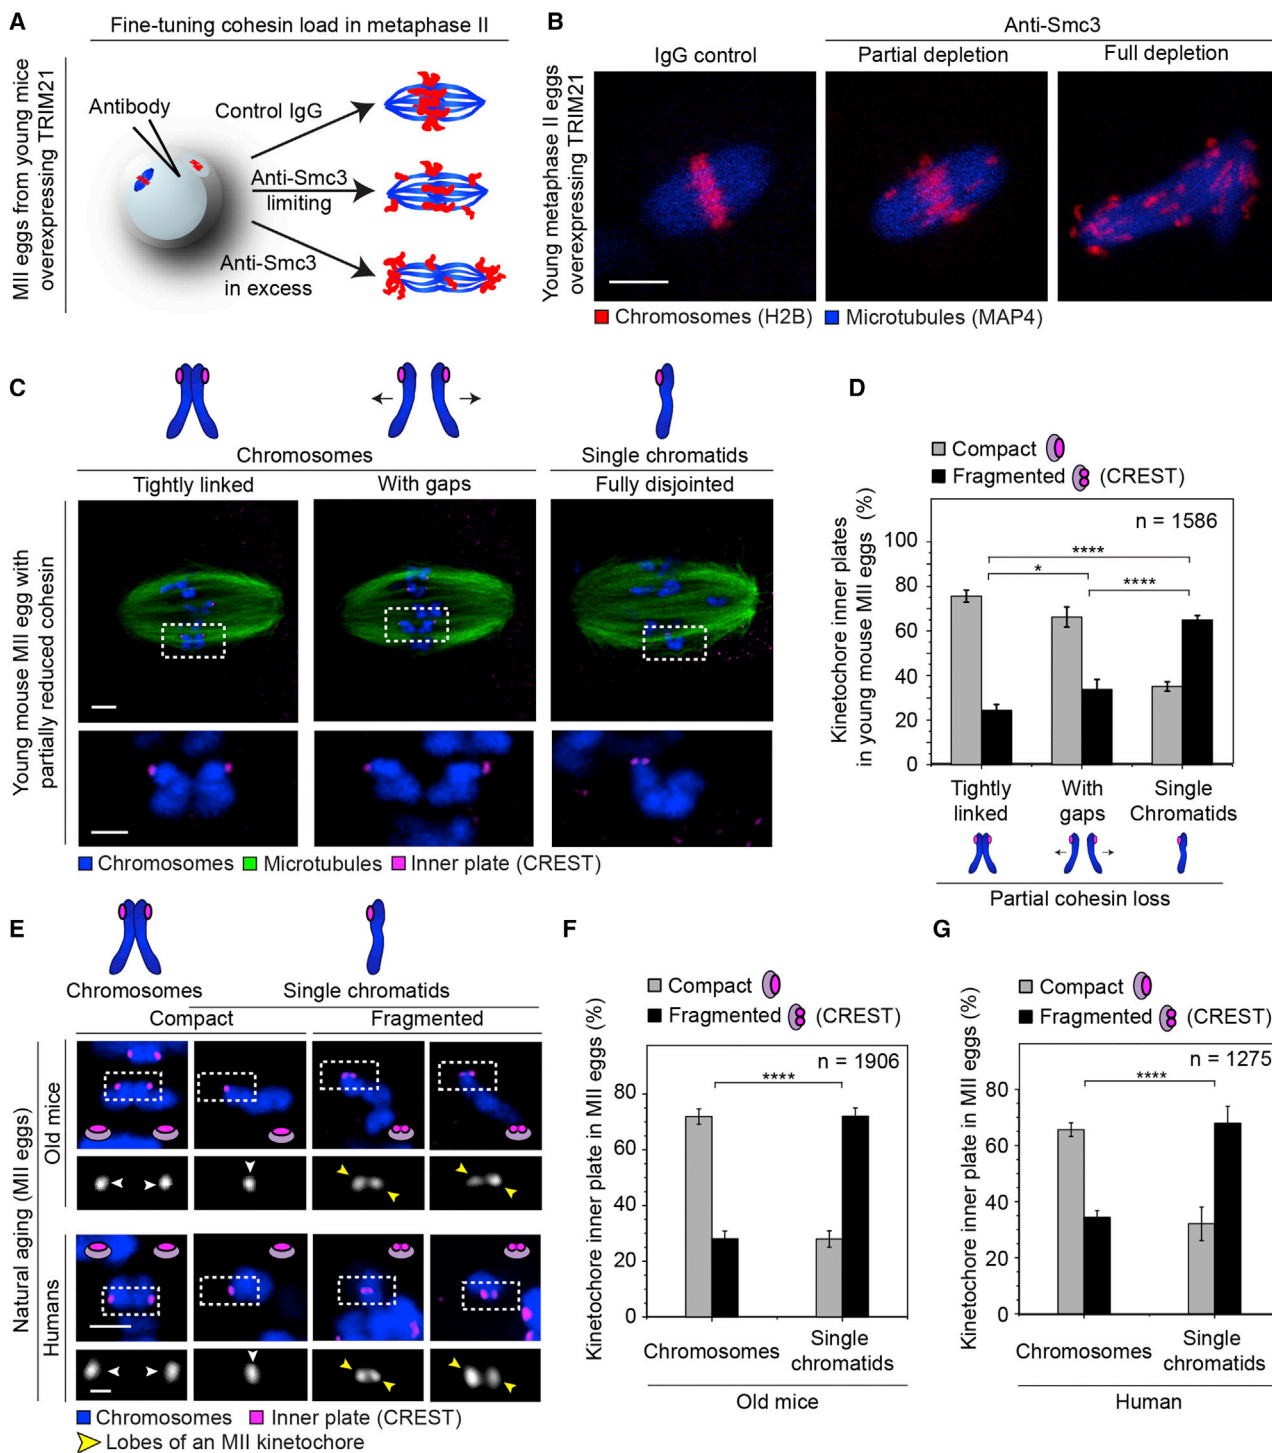 A
Fine-tuning cohesin load in metaphase II
MII eggs from young mice
overexpressing TRIM21
Antibody
Control IgG
Anti-Smc3
limiting
Anti-Smc3
in excess
B
Anti-Smc3
IgG control
Partial depletion
Full depletion
Young metaphase II eggs
overexpressing TRIM21
Chromosomes (H2B)
Microtubules (MAP4)
C
Chromosomes
Single chromatids
Tightly linked
With gaps
Fully disjointed
Young mouse MII egg with
partially reduced cohesin
Chromosomes
Microtubules
Inner plate (CREST)
D
Compact
Fragmented
(CREST)
n = 1586
Kinetochore inner plates
in young mouse MII eggs (%)
100
80
60
40
20
0
****
*
****
Tightly
linked
With
gaps
Single
Chromatids
Partial cohesin loss
E
Chromosomes
Single chromatids
Compact
Fragmented
Natural aging (MII eggs)
Old mice
Humans
Chromosomes
Inner plate (CREST)
Lobes of an MII kinetochore
F
Compact
Fragmented
(CREST)
n = 1906
Kinetochore inner plate in MII eggs (%)
80
60
40
20
0
****
Chromosomes
Single
chromatids
Old mice
G
Compact
Fragmented
(CREST)
n = 1275
Kinetochore inner plate in MII eggs (%)
80
60
40
20
0
****
Chromosomes
Single
chromatids
Human